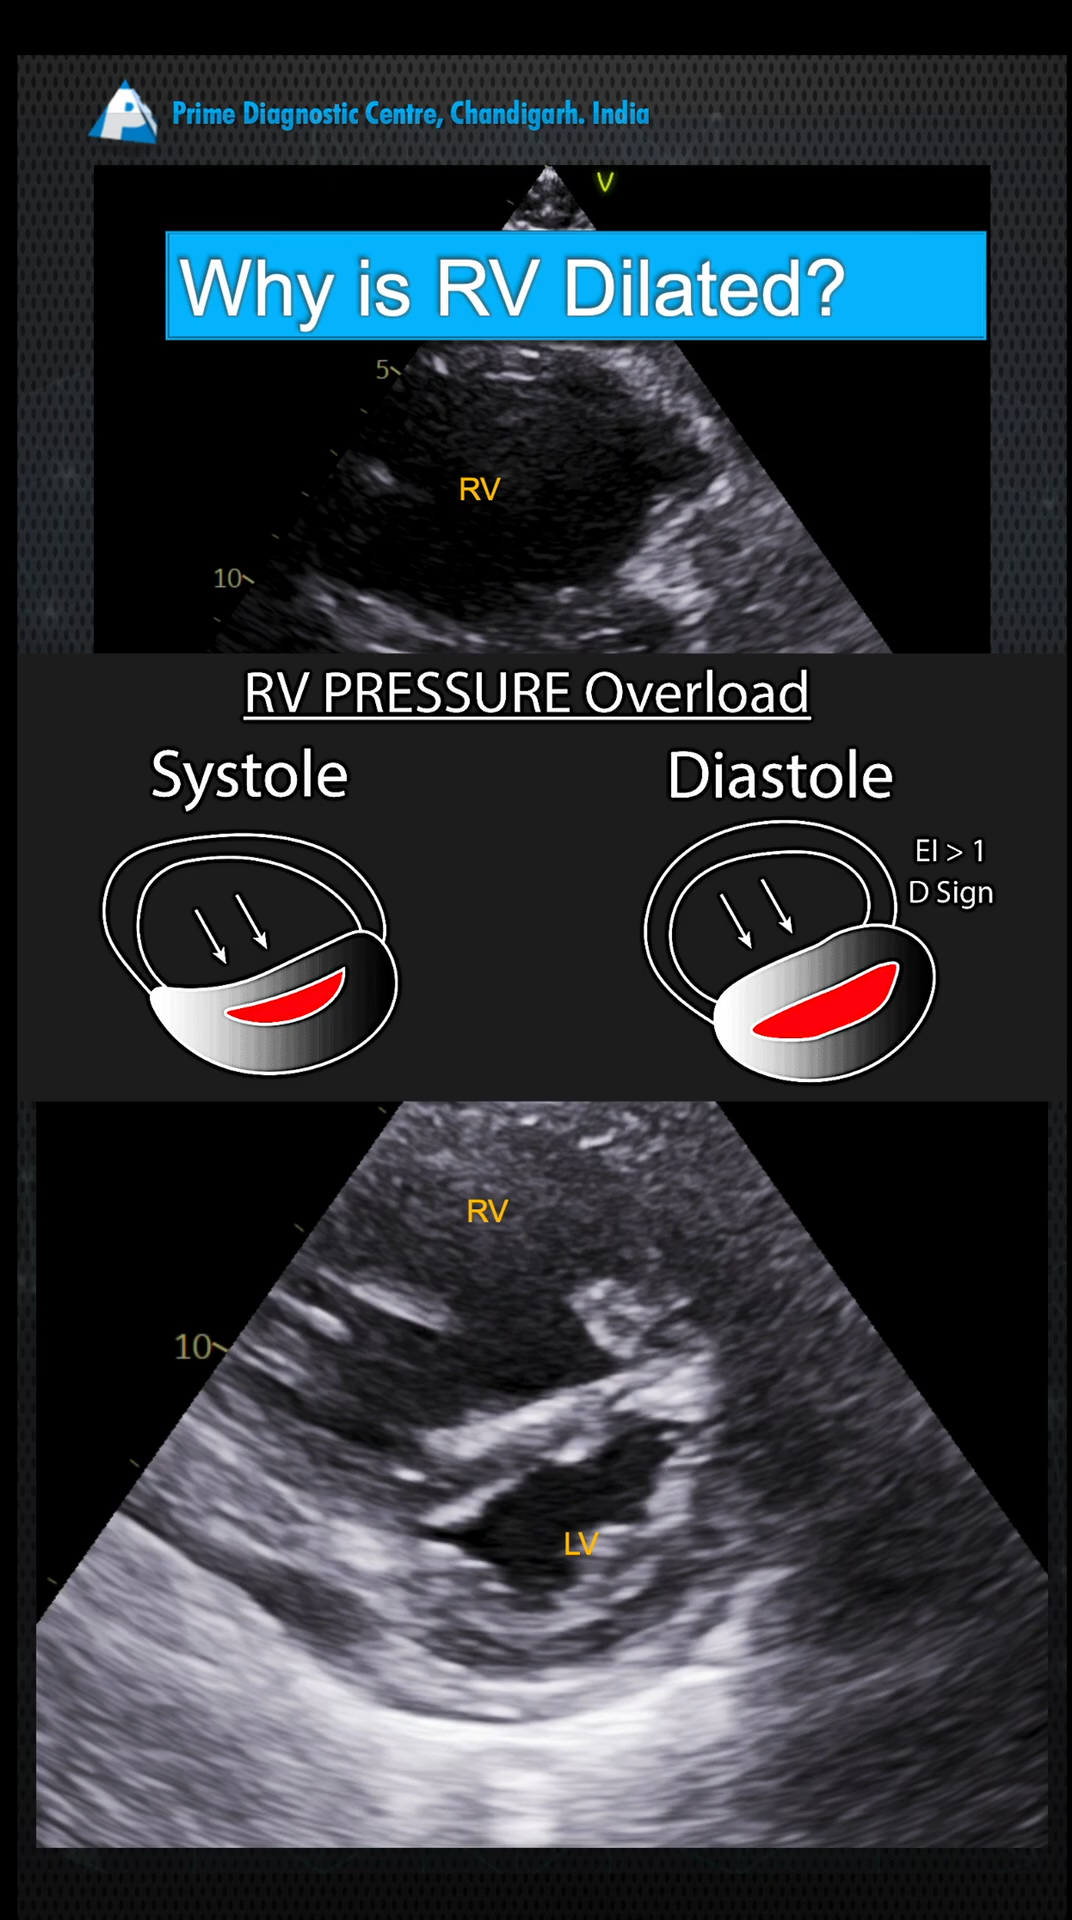 Prime Diagnostic Centre, Chandigarh. India
V
Why is RV Dilated?
5
RV
10
RV PRESSURE Overload
Systole
Diastole
EI > 1
D Sign
RV
10
LV